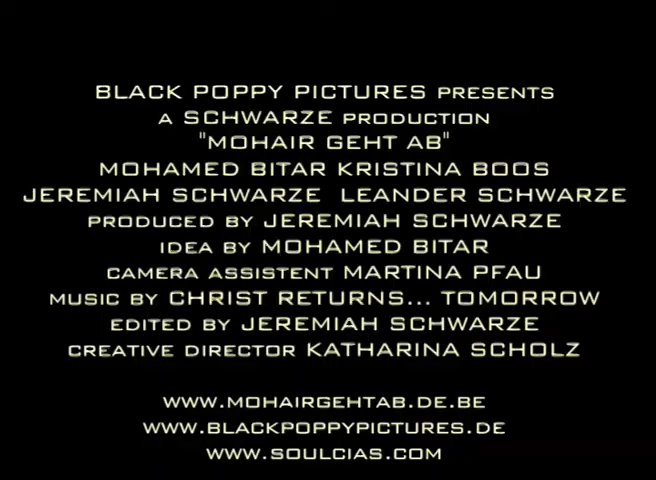 BLACK POPPY PICTURES PRESENTS
A SCHWARZE PRODUCTION
"MOHAIR GEHT AB"
MOHAMED BITAR KRISTINA BOOS
JEREMIAH SCHWARZE LEANDER SCHWARZE
PRODUCED BY JEREMIAH SCHWARZE
IDEA BY MOHAMED BITAR
CAMERA ASSISTENT MARTINA PFAU
MUSIC BY CHRIST RETURNS... TOMORROW
EDITED BY JEREMIAH SCHWARZE
CREATIVE DIRECTOR KATHARINA SCHOLZ
WWW.MOHAIRGEHTAB.DE.BE
WWW.BLACKPOPPYPICTURES.DE
WWW.SOULCIAS.COM